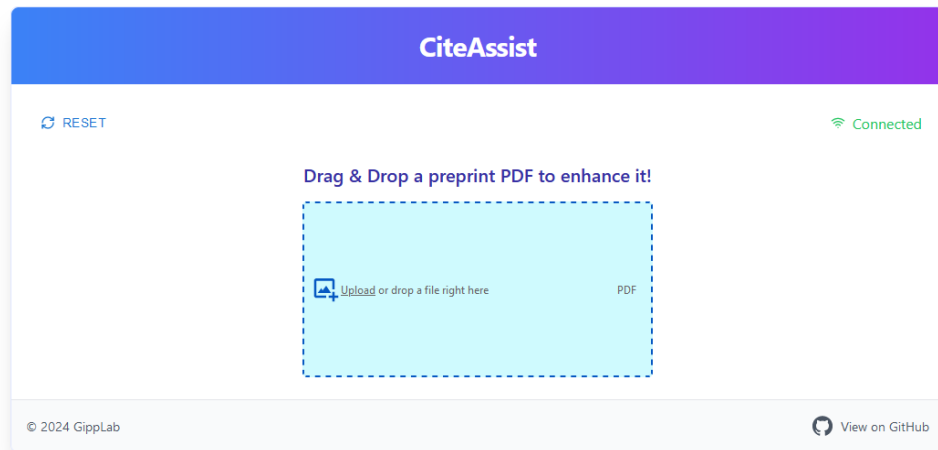 CiteAssist
RESET
Connected
Drag & Drop a preprint PDF to enhance it!
Upload or drop a file right here
PDF
© 2024 GippLab
View on GitHub